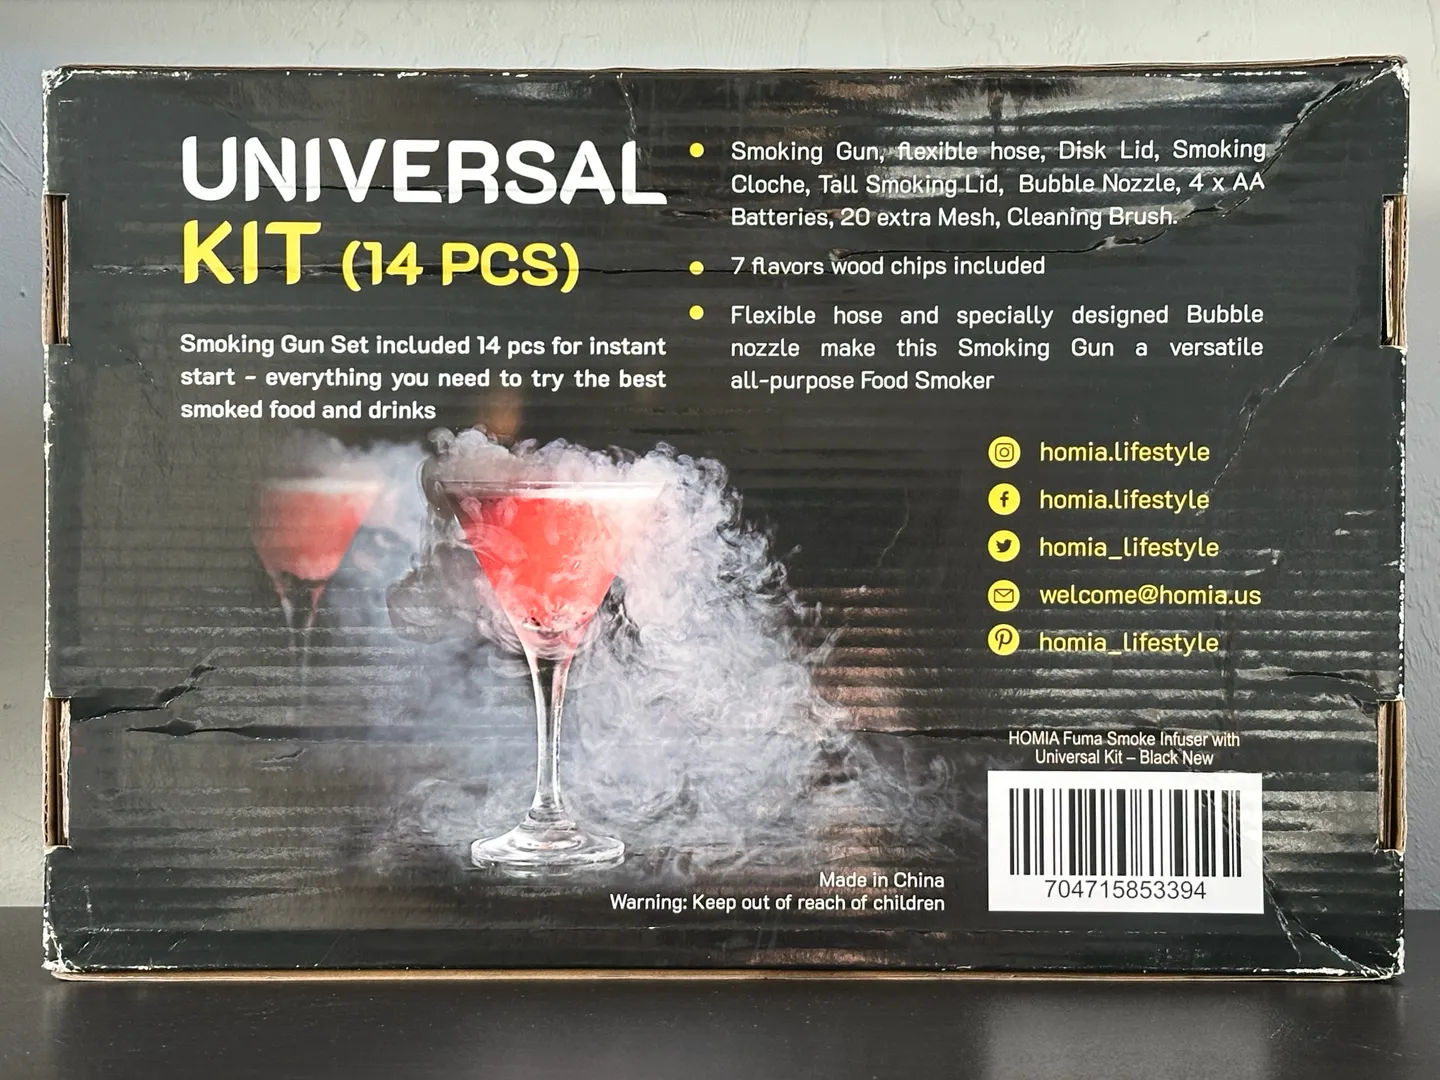 UNIVERSAL
KIT (14 PCS)
Smoking Gun Set included 14 pcs for instant
start - everything you need to try the best
smoked food and drinks
Smoking Gun, flexible hose, Disk Lid, Smoking
Cloche, Tall Smoking Lid, Bubble Nozzle, 4 x AA
Batteries, 20 extra Mesh, Cleaning Brush.
7 flavors wood chips included
Flexible hose and specially designed Bubble
nozzle make this Smoking Gun a versatile
all-purpose Food Smoker
homia.lifestyle
homia.lifestyle
homia_lifestyle
welcome@homia.us
homia_lifestyle
HOMIA Fuma Smoke Infuser with
Universal Kit – Black New
704715853394
Made in China
Warning: Keep out of reach of children